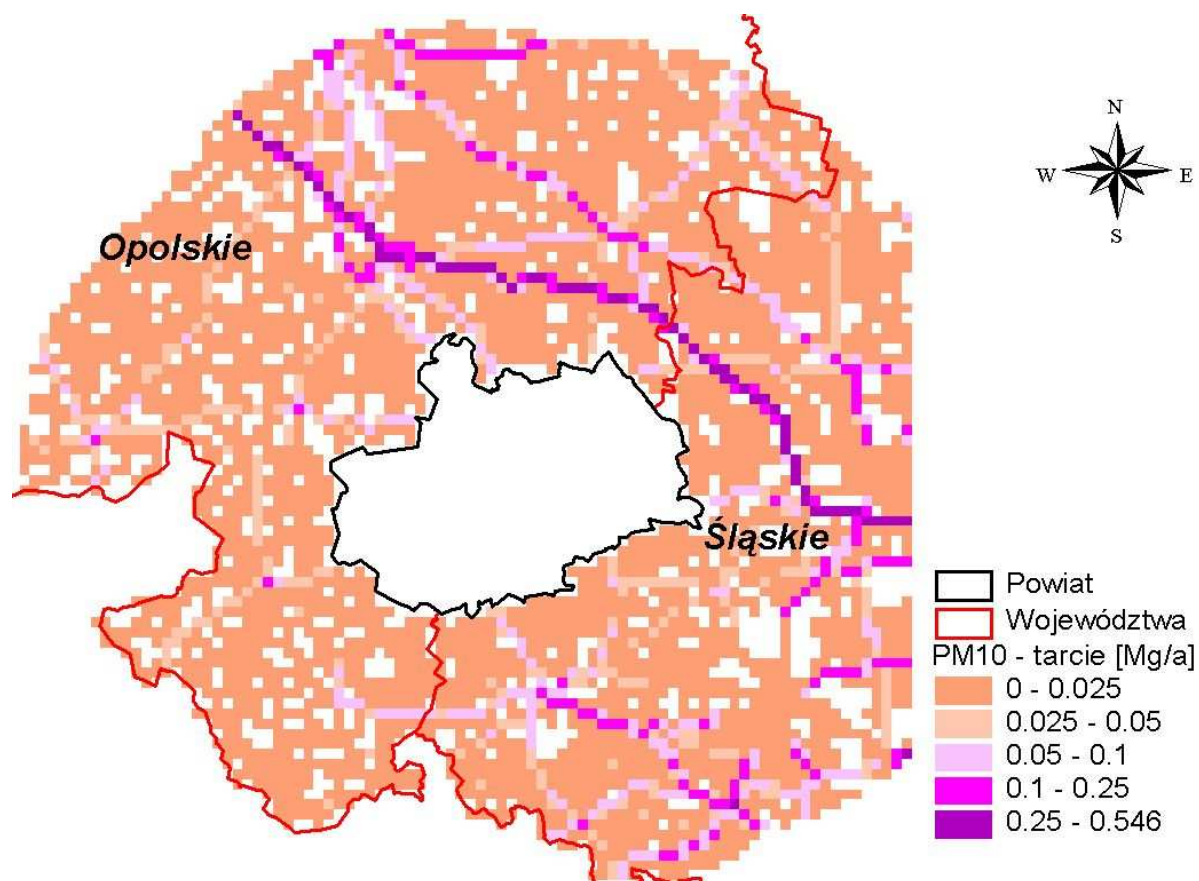 N
W E
S
Opolskie
Śląskie
Powiat
Województwa
PM10 - tarcie [Mg/a]
0 - 0.025
0.025 - 0.05
0.05 - 0.1
0.1 - 0.25
0.25 - 0.546